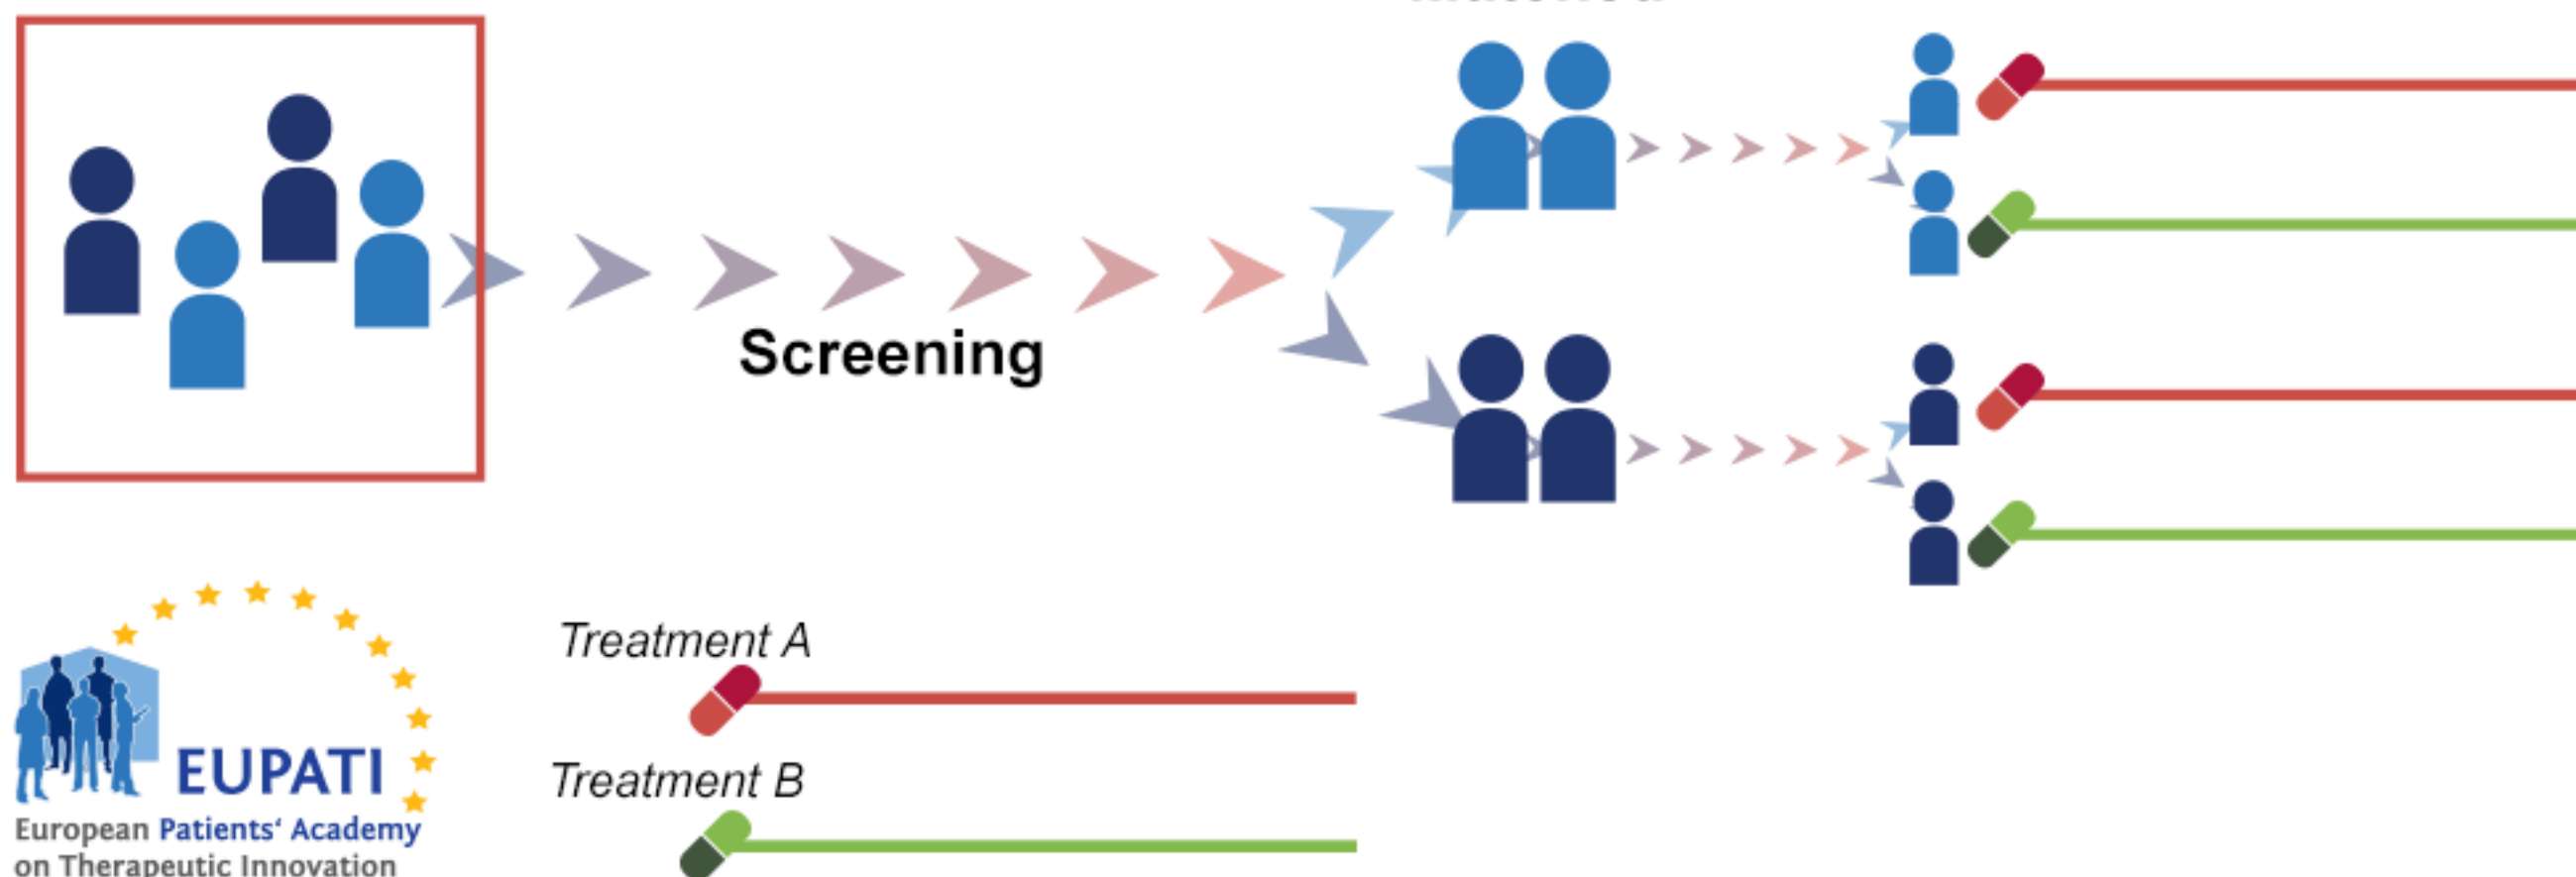 Screening
Treatment A
Treatment B
EUPATI
European Patients‘ Academy
on Therapeutic Innovation